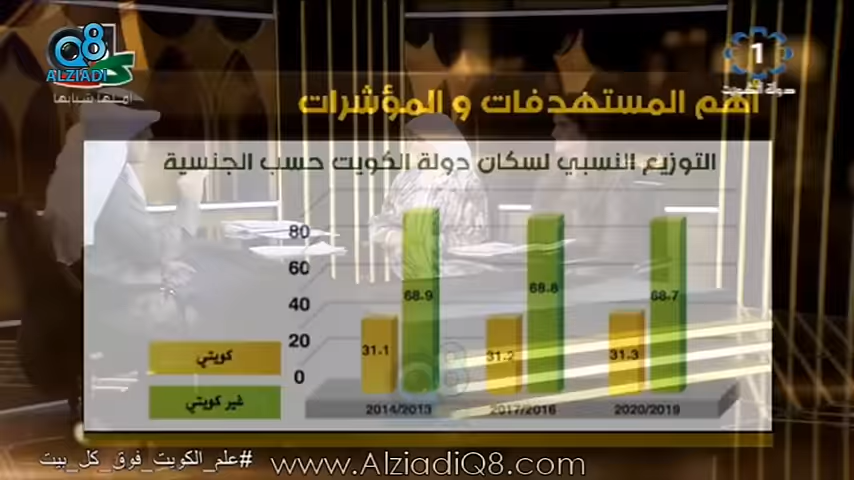 Q8
ALZIADI
أمنها شبابها
1
دولة الكويت
أهم المستهدفات و المؤشرات
التوزيع النسبي لسكان دولة الكويت حسب الجنسية
80
60
40
20
0
68.9
68.8
68.7
31.1
31.2
31.3
كويتي
غير كويتي
2014/2013
2017/2016
2020/2019
#علم_الكويت_فوق_كل_بيت
www.AlziadiQ8.com